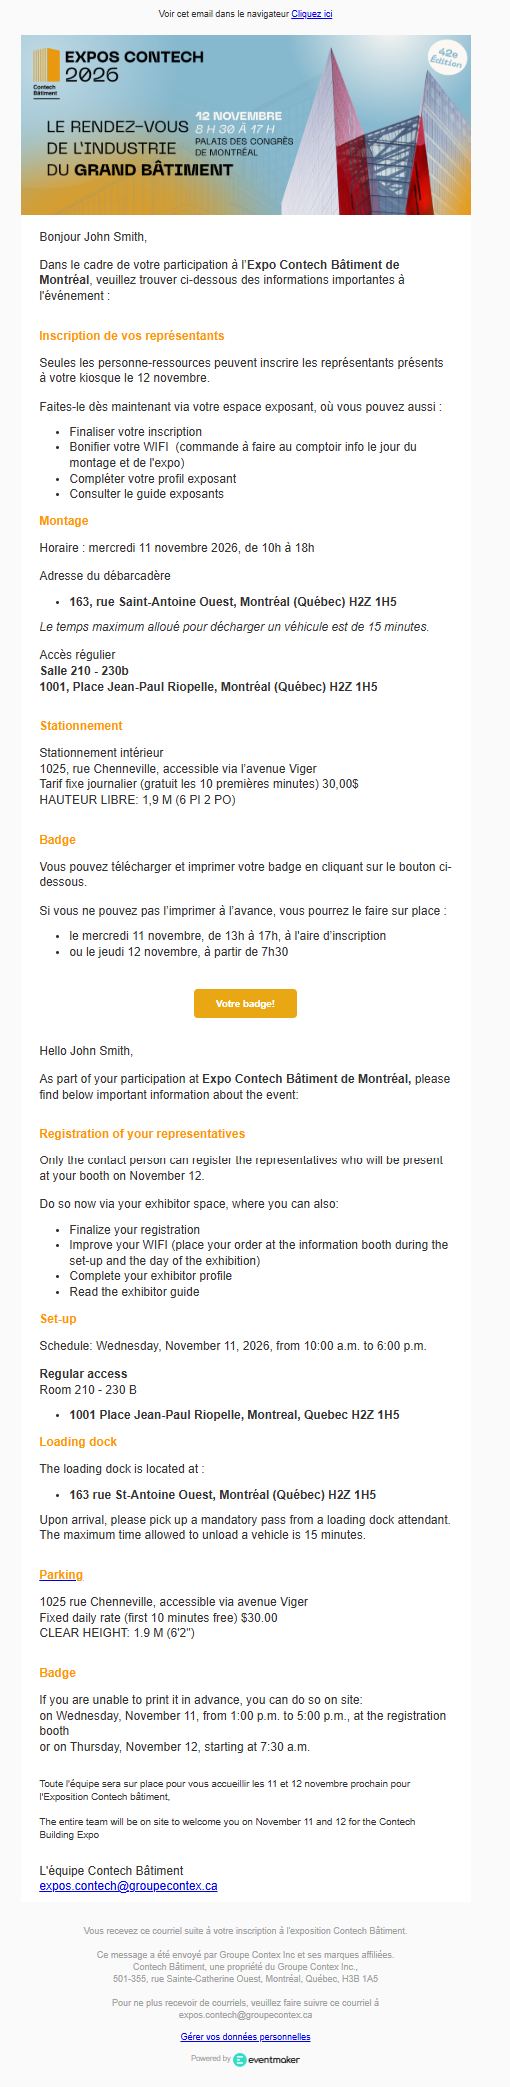 Voir cet email dans le navigateur Cliquez ici
EXPOS CONTECH
2026
42e
Édition
Contech
Bâtiment
12 NOVEMBRE
8 H 30 À 17 H
PALAIS DES CONGRÈS
DE MONTRÉAL
LE RENDEZ-VOUS
DE L'INDUSTRIE
DU GRAND BÂTIMENT
Bonjour John Smith,
Dans le cadre de votre participation à l'Expo Contech Bâtiment de
Montréal, veuillez trouver ci-dessous des informations importantes à
l'événement :
Inscription de vos représentants
Seules les personne-ressources peuvent inscrire les représentants présents
à votre kiosque le 12 novembre.
Faites-le dès maintenant via votre espace exposant, où vous pouvez aussi :
• Finaliser votre inscription
• Bonifier votre WIFI (commande à faire au comptoir info le jour du
montage et de l'expo)
• Compléter votre profil exposant
• Consulter le guide exposants
Montage
Horaire : mercredi 11 novembre 2026, de 10h à 18h
Adresse du débarcadère
• 163, rue Saint-Antoine Ouest, Montréal (Québec) H2Z 1H5
Le temps maximum alloué pour décharger un véhicule est de 15 minutes.
Accès régulier
Salle 210 - 230b
1001, Place Jean-Paul Riopelle, Montréal (Québec) H2Z 1H5
Stationnement
Stationnement intérieur
1025, rue Chenneville, accessible via l'avenue Viger
Tarif fixe journalier (gratuit les 10 premières minutes) 30,00$
HAUTEUR LIBRE: 1,9 M (6 PI 2 PO)
Badge
Vous pouvez télécharger et imprimer votre badge en cliquant sur le bouton ci-
dessous.
Si vous ne pouvez pas l'imprimer à l'avance, vous pourrez le faire sur place :
• le mercredi 11 novembre, de 13h à 17h, à l'aire d'inscription
• ou le jeudi 12 novembre, à partir de 7h30
Votre badge!
Hello John Smith,
As part of your participation at Expo Contech Bâtiment de Montréal, please
find below important information about the event:
Registration of your representatives
Only the contact person can register the representatives who will be present
at your booth on November 12.
Do so now via your exhibitor space, where you can also:
• Finalize your registration
• Improve your WIFI (place your order at the information booth during the
set-up and the day of the exhibition)
• Complete your exhibitor profile
• Read the exhibitor guide
Set-up
Schedule: Wednesday, November 11, 2026, from 10:00 a.m. to 6:00 p.m.
Regular access
Room 210 - 230 B
• 1001 Place Jean-Paul Riopelle, Montreal, Quebec H2Z 1H5
Loading dock
The loading dock is located at :
• 163 rue St-Antoine Ouest, Montréal (Québec) H2Z 1H5
Upon arrival, please pick up a mandatory pass from a loading dock attendant.
The maximum time allowed to unload a vehicle is 15 minutes.
Parking
1025 rue Chenneville, accessible via avenue Viger
Fixed daily rate (first 10 minutes free) $30.00
CLEAR HEIGHT: 1.9 M (6'2")
Badge
If you are unable to print it in advance, you can do so on site:
on Wednesday, November 11, from 1:00 p.m. to 5:00 p.m., at the registration
booth
or on Thursday, November 12, starting at 7:30 a.m.
Toute l'équipe sera sur place pour vous accueillir les 11 et 12 novembre prochain pour
l'Exposition Contech bâtiment,
The entire team will be on site to welcome you on November 11 and 12 for the Contech
Building Expo
L'équipe Contech Bâtiment
expos.contech@groupecontex.ca
Vous recevez ce courriel suite à votre inscription à l'exposition Contech Bâtiment.
Ce message a été envoyé par Groupe Contex Inc et ses marques affiliées.
Contech Bâtiment, une propriété du Groupe Contex Inc.,
501-355, rue Sainte-Catherine Ouest, Montréal, Québec, H3B 1A5
Pour ne plus recevoir de courriels, veuillez faire suivre ce courriel à
expos.contech@groupecontex.ca
Gérer vos données personnelles
Powered by eventmaker